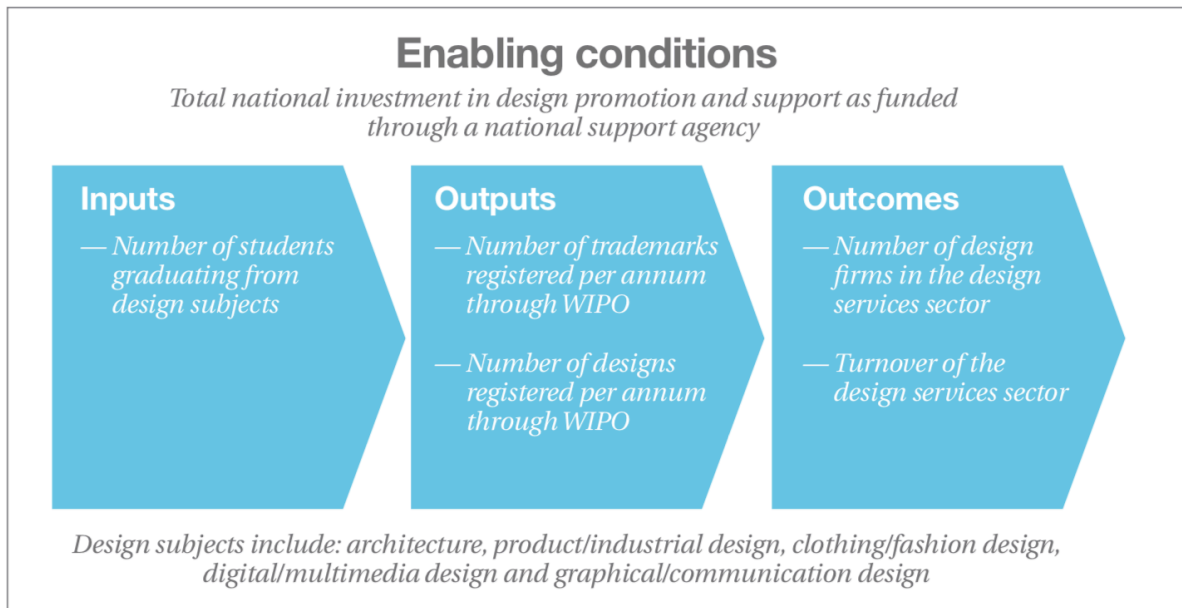 Enabling conditions
Total national investment in design promotion and support as funded
through a national support agency
Inputs
— Number of students
graduating from
design subjects
Outputs
— Number of trademarks
registered per annum
through WIPO
— Number of designs
registered per annum
through WIPO
Outcomes
— Number of design
firms in the design
services sector
— Turnover of the
design services sector
Design subjects include: architecture, product/industrial design, clothing/fashion design,
digital/multimedia design and graphical/communication design